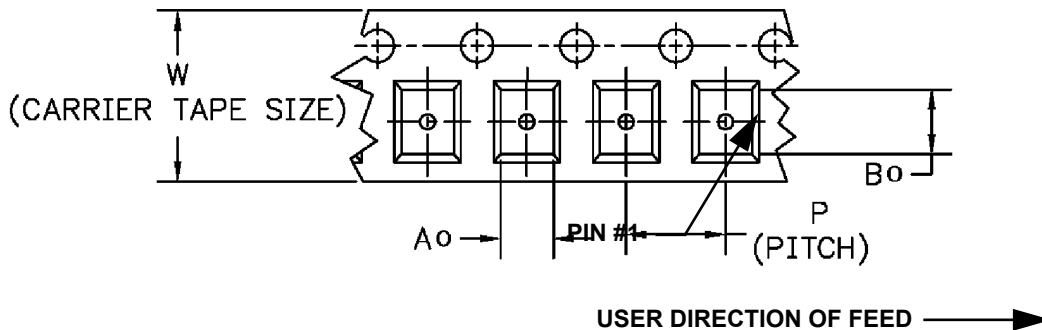 W
(CARRIER TAPE SIZE)
Bo
Ao
PIN #1
P
(PITCH)
USER DIRECTION OF FEED